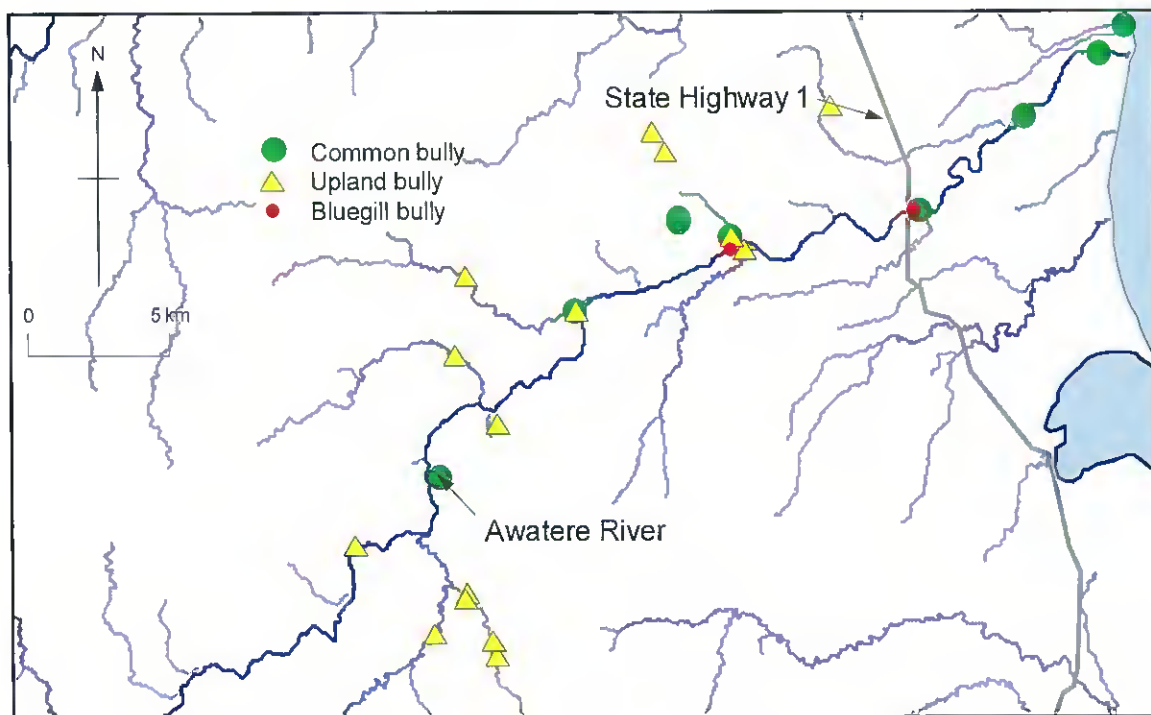 N
State Highway 1
Common bully
Upland bully
Bluegill bully
0 5 km
Awatere River